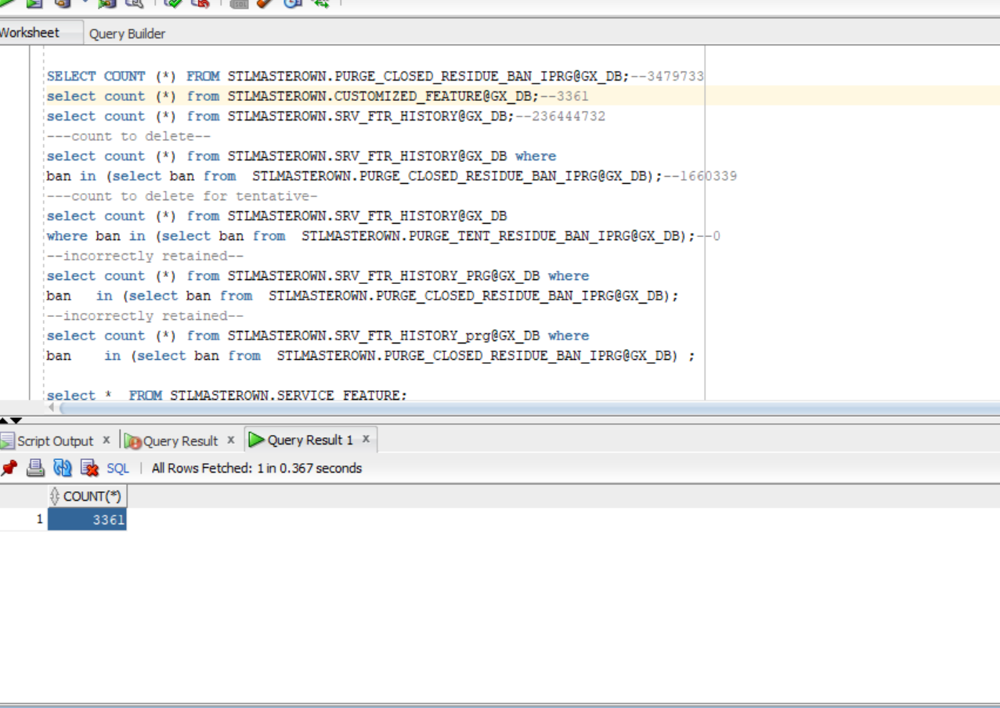 Worksheet Query Builder
SELECT COUNT (*) FROM STLMASTEROWN.PURGE_CLOSED_RESIDUE_BAN_IPRG@GX_DB;--3479733
select count (*) from STLMASTEROWN.CUSTOMIZED_FEATURE@GX_DB;--3361
select count (*) from STLMASTEROWN.SRV_FTR_HISTORY@GX_DB;--236444732
---count to delete--
select count (*) from STLMASTEROWN.SRV_FTR_HISTORY@GX_DB where
ban in (select ban from  STLMASTEROWN.PURGE_CLOSED_RESIDUE_BAN_IPRG@GX_DB);--1660339
---count to delete for tentative-
select count (*) from STLMASTEROWN.SRV_FTR_HISTORY@GX_DB
where ban in (select ban from  STLMASTEROWN.PURGE_TENT_RESIDUE_BAN_IPRG@GX_DB);--0
--incorrectly retained--
select count (*) from STLMASTEROWN.SRV_FTR_HISTORY_PRG@GX_DB where
ban   in (select ban from  STLMASTEROWN.PURGE_CLOSED_RESIDUE_BAN_IPRG@GX_DB);
--incorrectly retained--
select count (*) from STLMASTEROWN.SRV_FTR_HISTORY_prg@GX_DB where
ban    in (select ban from  STLMASTEROWN.PURGE_CLOSED_RESIDUE_BAN_IPRG@GX_DB) ;
select *  FROM STLMASTEROWN.SERVICE_FEATURE;
Script Output x Query Result x Query Result 1 x
SQL | All Rows Fetched: 1 in 0.367 seconds
COUNT(*)
1 3361